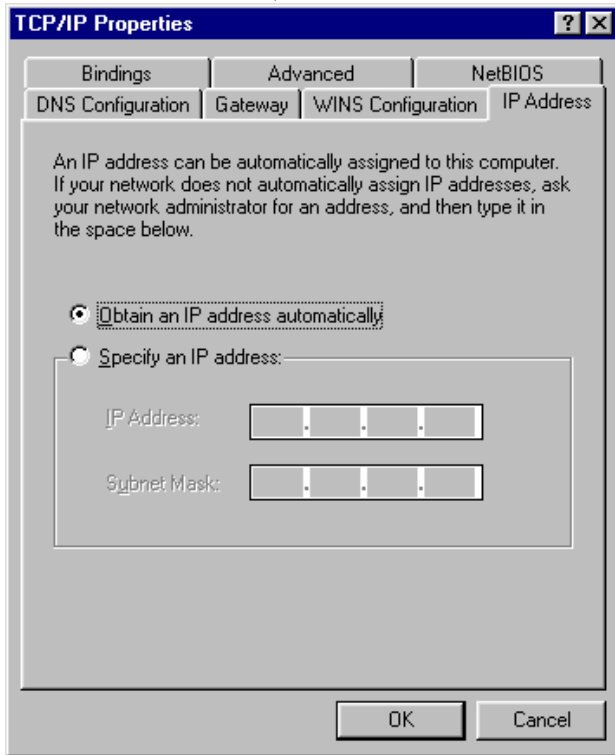 TCP/IP Properties
Bindings Advanced NetBIOS
DNS Configuration Gateway WINS Configuration IP Address
An IP address can be automatically assigned to this computer.
If your network does not automatically assign IP addresses, ask
your network administrator for an address, and then type it in
the space below.
Obtain an IP address automatically
Specify an IP address:
IP Address:
Subnet Mask:
OK Cancel